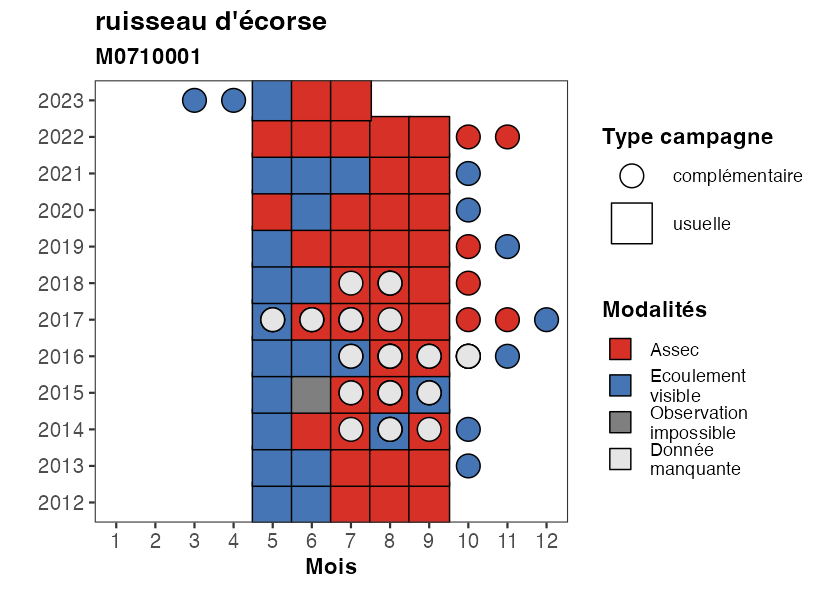 ruisseau d'écorse
M0710001
2023
2022
2021
2020
2019
2018
2017
2016
2015
2014
2013
2012
1 2 3 4 5 6 7 8 9 10 11 12
Mois
Type campagne
complémentaire
usuelle
Modalités
Assec
Ecoulement
visible
Observation
impossible
Donnée
manquante